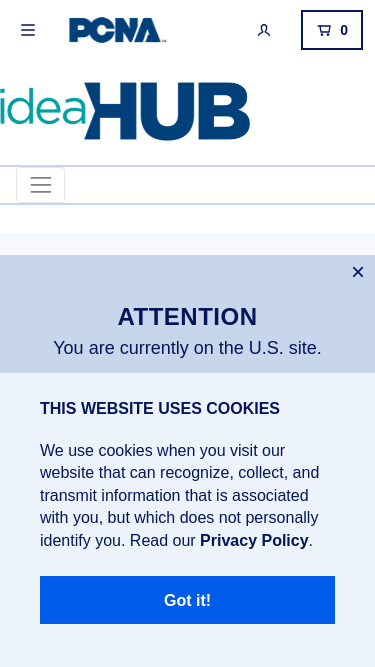 PCNA
0
ideaHUB
×
ATTENTION
You are currently on the U.S. site.
THIS WEBSITE USES COOKIES
We use cookies when you visit our
website that can recognize, collect, and
transmit information that is associated
with you, but which does not personally
identify you. Read our Privacy Policy.
Got it!